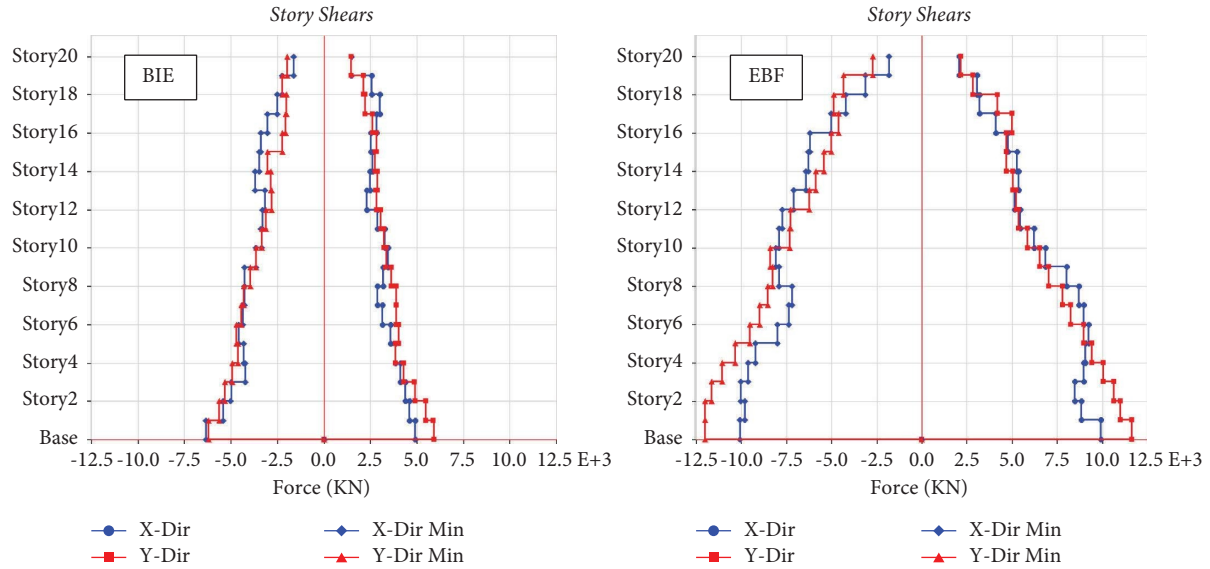 Story Shears
BIE
Story20
Story18
Story16
Story14
Story12
Story10
Story8
Story6
Story4
Story2
Base
-12.5 -10.0 -7.5 -5.0 -2.5 0.0 2.5 5.0 7.5 10.0 12.5 E+3
Force (KN)
X-Dir X-Dir Min
Y-Dir Y-Dir Min
Story Shears
EBF
Story20
Story18
Story16
Story14
Story12
Story10
Story8
Story6
Story4
Story2
Base
-12.5 -10.0 -7.5 -5.0 -2.5 0.0 2.5 5.0 7.5 10.0 12.5 E+3
Force (KN)
X-Dir X-Dir Min
Y-Dir Y-Dir Min